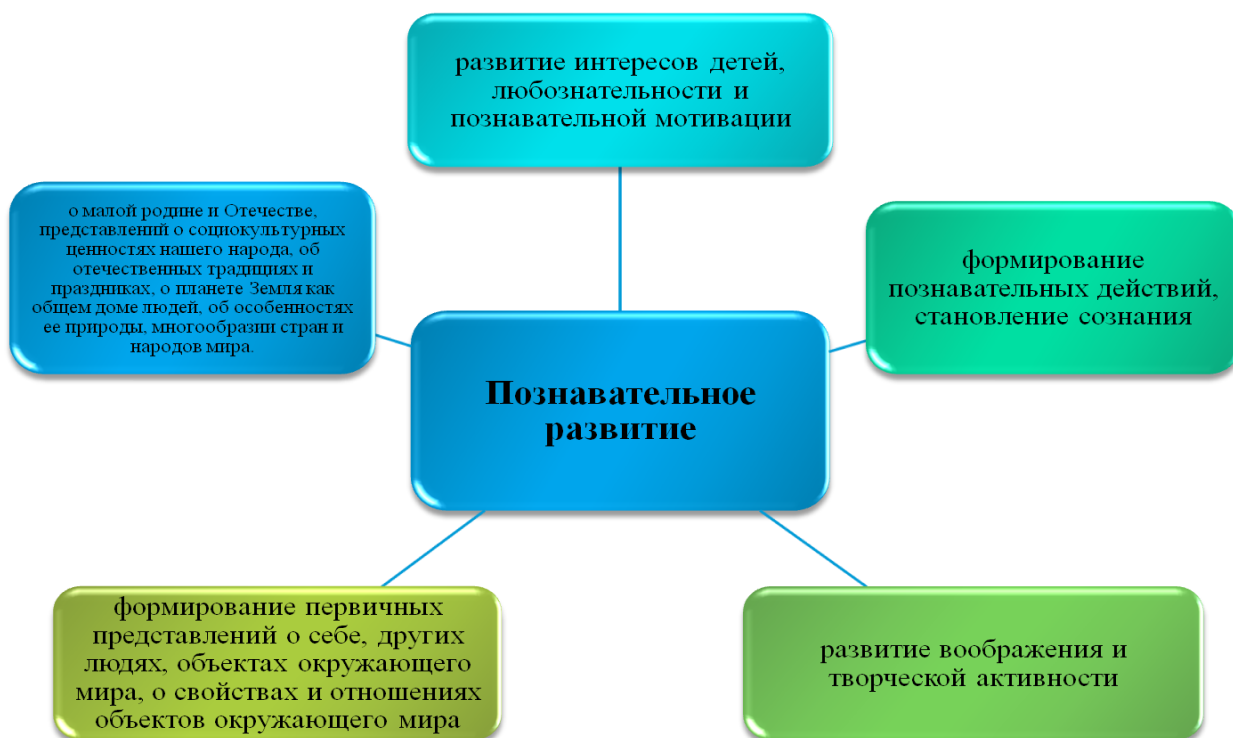 развитие интересов детей,
любознательности и
познавательной мотивации
о малой родине и Отечестве,
представлений о социокультурных
ценностях нашего народа, об
отечественных традициях и
праздниках, о планете Земля как
общем доме людей, об особенностях
ее природы, многообразии стран и
народов мира.
формирование
познавательных действий,
становление сознания
Познавательное
развитие
формирование первичных
представлений о себе, других
людях, объектах окружающего
мира, о свойствах и отношениях
объектов окружающего мира
развитие воображения и
творческой активности